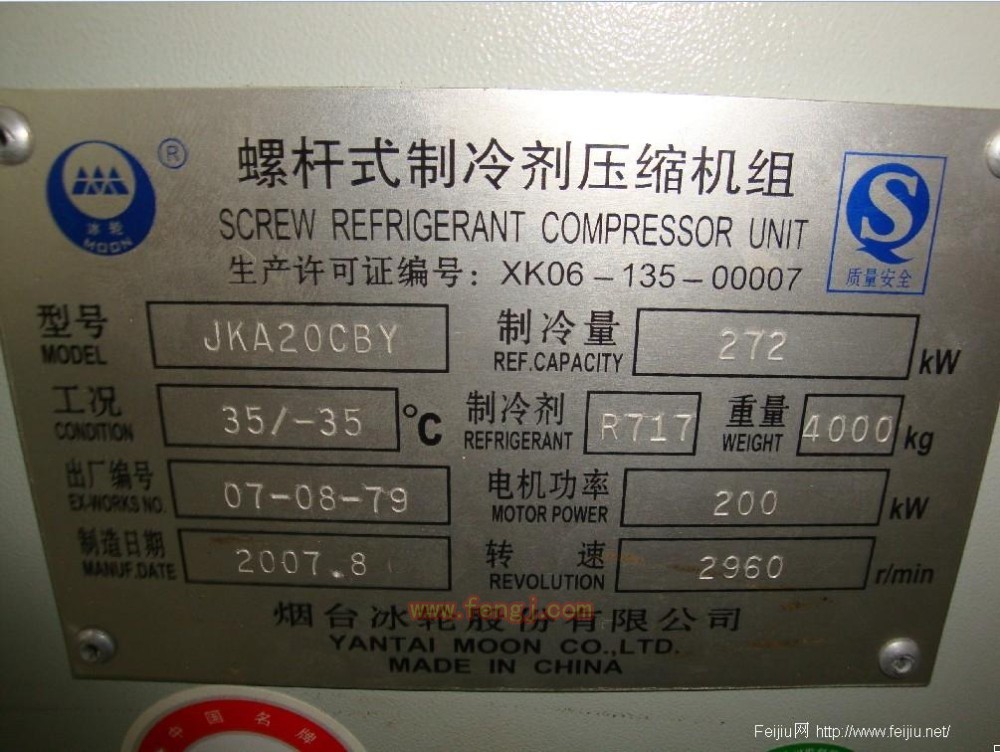 冰轮
MOON
®
螺杆式制冷剂压缩机组
SCREW REFRIGERANT COMPRESSOR UNIT
生产许可证编号：XK06-135-00007
S
质量安全
型号 MODEL JKA20CBY
制冷量 REF.CAPACITY 272 kW
工况 CONDITION 35/-35 °C
制冷剂 REFRIGERANT R717
重量 WEIGHT 4000 kg
出厂编号 EX-WORKS NO. 07-08-79
电机功率 MOTOR POWER 200 kW
制造日期 MANUF.DATE 2007.8
转速 REVOLUTION 2960 r/min
www.fengj.com
烟台冰轮股份有限公司
YANTAI MOON CO.,LTD.
MADE IN CHINA
中国名牌
Feijiu网 http://www.feijiu.net/